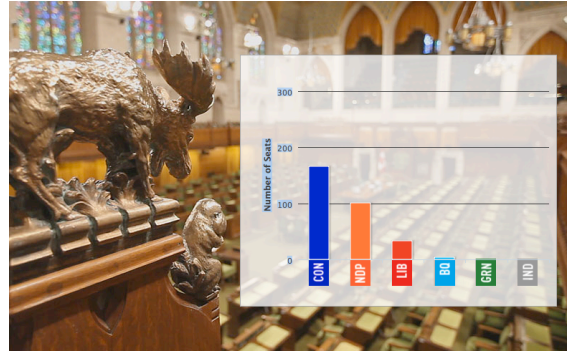 Number of Seats
300
200
100
0
CON
NDP
LIB
BQ
GRN
IND